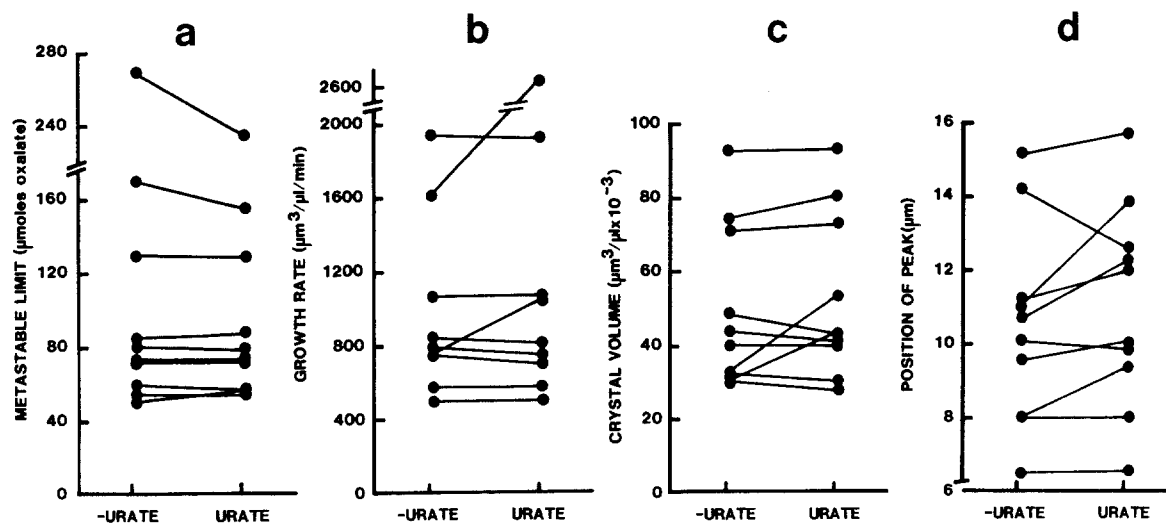 a
METASTABLE LIMIT (µmoles oxalate)
280
240
160
120
80
40
0
-URATE URATE
b
GROWTH RATE (µm³/µl/min)
2600
2000
1600
1200
800
400
0
-URATE URATE
c
CRYSTAL VOLUME (µm³/µlx10⁻³)
100
80
60
40
20
0
-URATE URATE
d
POSITION OF PEAK(µm)
16
14
12
10
8
6
-URATE URATE